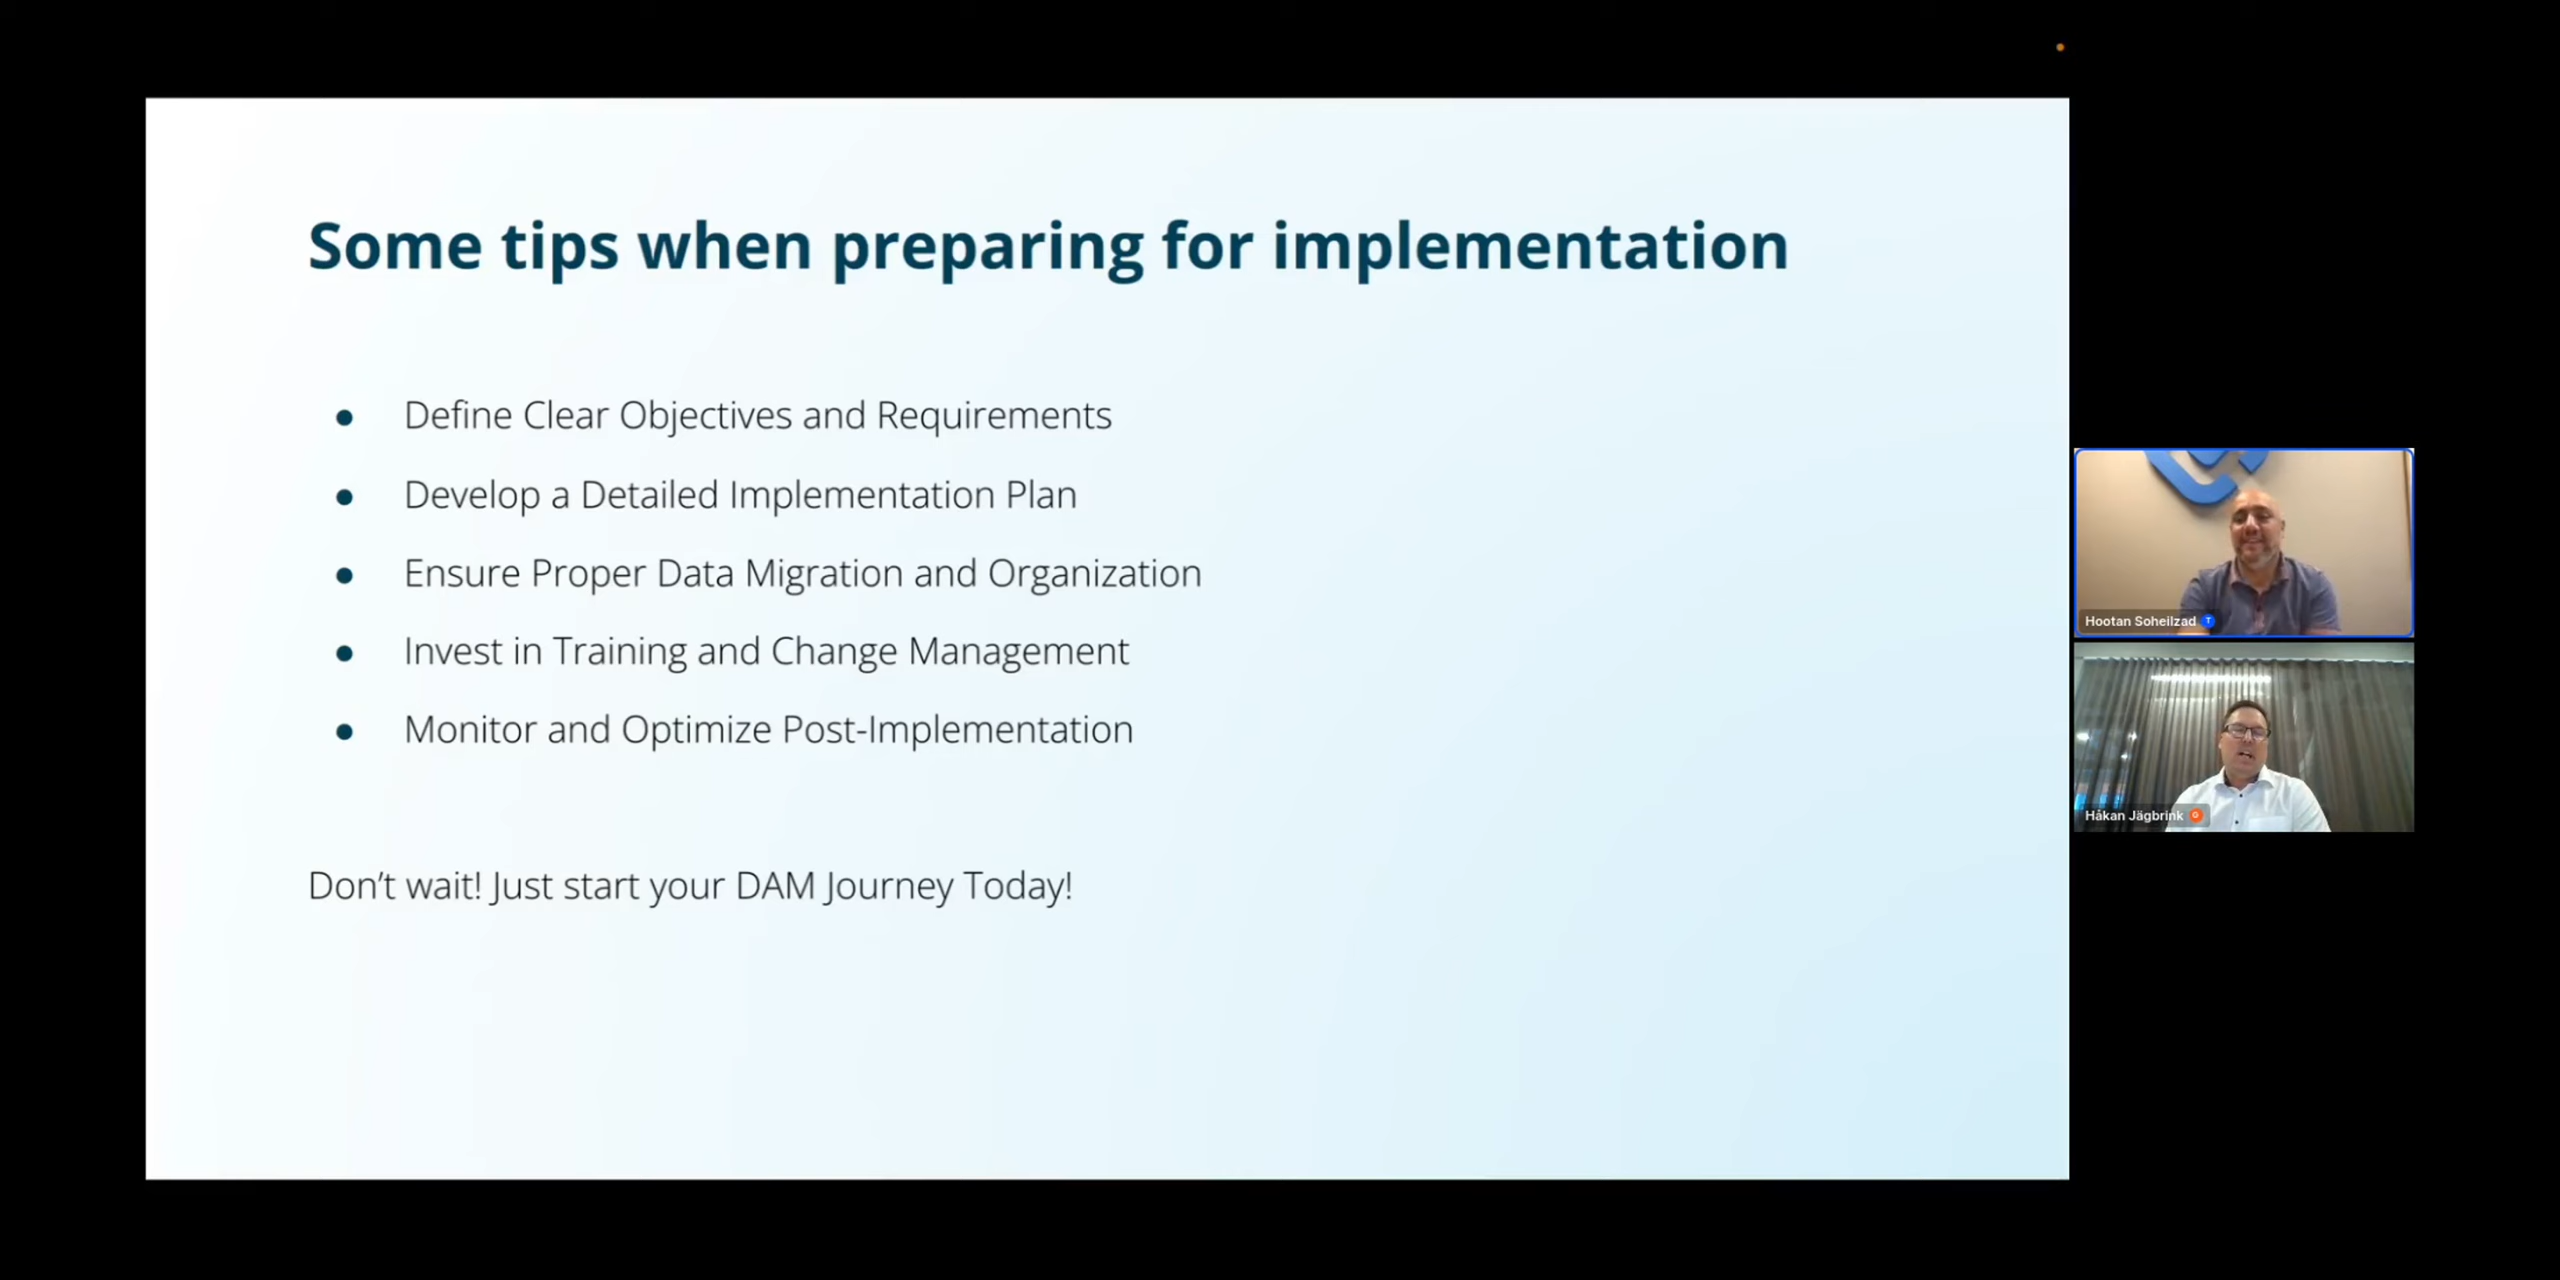 Some tips when preparing for implementation
● Define Clear Objectives and Requirements
● Develop a Detailed Implementation Plan
● Ensure Proper Data Migration and Organization
● Invest in Training and Change Management
● Monitor and Optimize Post-Implementation
Don’t wait! Just start your DAM Journey Today!
Hootan Soheilzad T
Håkan Jägbrink